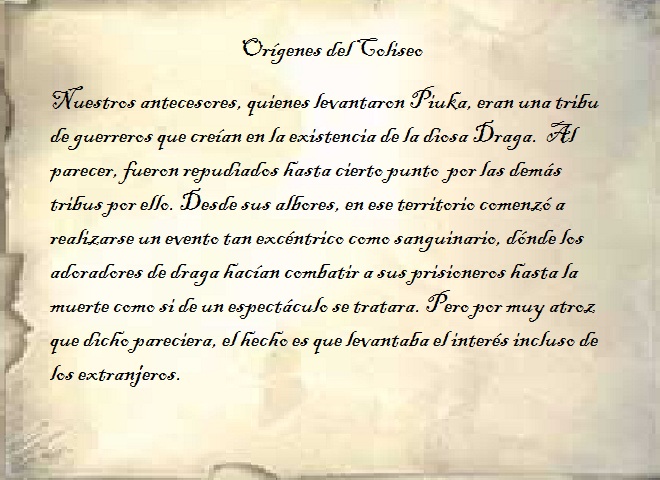 Orígenes del Coliseo
Nuestros antecesores, quienes levantaron Piuka, eran una tribu
de guerreros que creían en la existencia de la diosa Draga. Al
parecer, fueron repudiados hasta cierto punto por las demás
tribus por ello. Desde sus albores, en ese territorio comenzó a
realizarse un evento tan excéntrico como sanguinario, dónde los
adoradores de draga hacían combatir a sus prisioneros hasta la
muerte como si de un espectáculo se tratara. Pero por muy atroz
que dicho pareciera, el hecho es que levantaba el interés incluso de
los extranjeros.